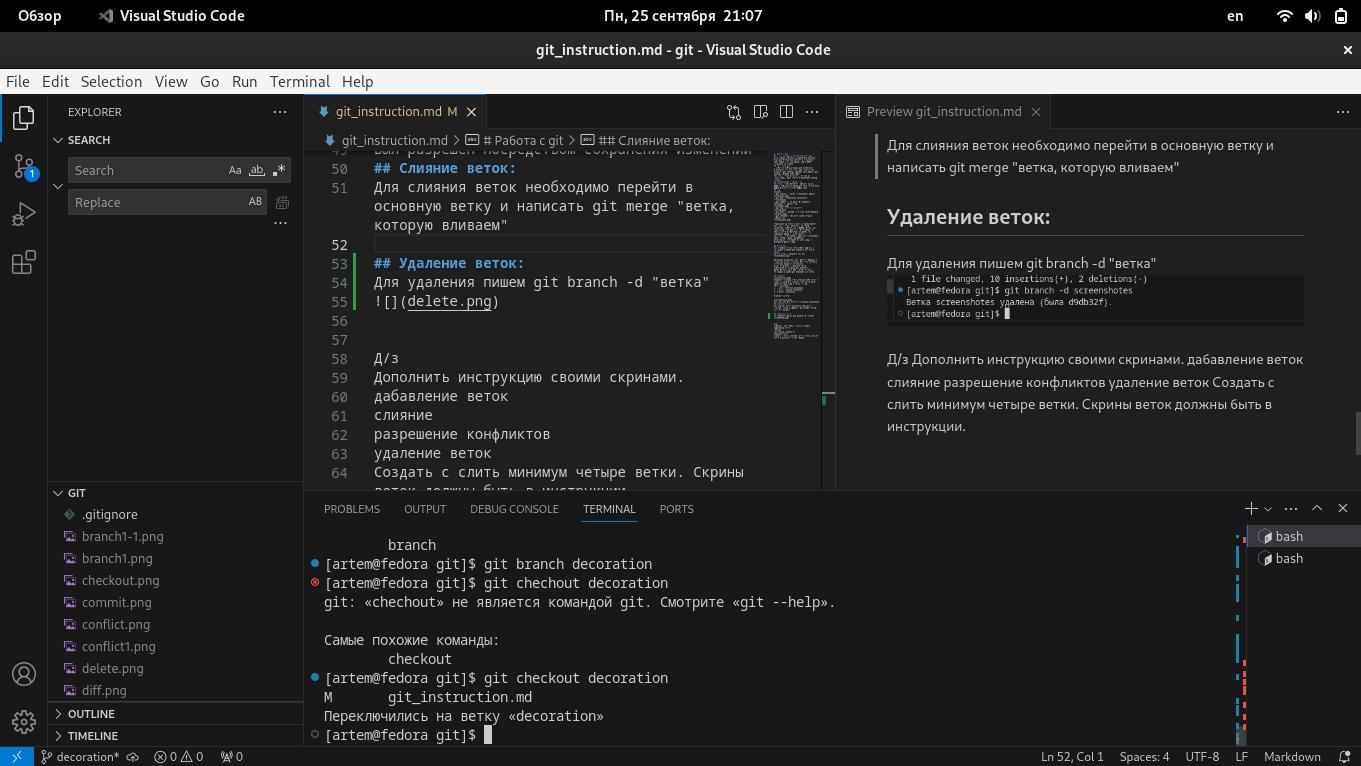 Обзор Visual Studio Code Пн, 25 сентября 21:07 en
git_instruction.md - git - Visual Studio Code
File Edit Selection View Go Run Terminal Help
EXPLORER
SEARCH
Search Aa ab .*
Replace AB
1
GIT
.gitignore
branch1-1.png
branch1.png
checkout.png
commit.png
conflict.png
conflict1.png
delete.png
diff.png
OUTLINE
TIMELINE
git_instruction.md M
git_instruction.md > # Работа с git > ## Слияние веток:
49 был разрешен посредством сохранения изменений
50 ## Слияние веток:
51 Для слияния веток необходимо перейти в
основную ветку и написать git merge "ветка,
которую вливаем"
52
53 ## Удаление веток:
54 Для удаления пишем git branch -d "ветка"
55 ![](delete.png)
56
57
58 Д/з
59 Дополнить инструкцию своими скринами.
60 дабавление веток
61 слияние
62 разрешение конфликтов
63 удаление веток
64 Создать с слить минимум четыре ветки. Скрины
веток должны быть в инструкции.
Preview git_instruction.md
Для слияния веток необходимо перейти в основную ветку и
написать git merge "ветка, которую вливаем"
Удаление веток:
Для удаления пишем git branch -d "ветка"
1 file changed, 10 insertions(+), 2 deletions(-)
[artem@fedora git]$ git branch -d screenshotes
Ветка screenshotes удалена (была d9db32f).
[artem@fedora git]$
Д/з Дополнить инструкцию своими скринами. дабавление веток
слияние разрешение конфликтов удаление веток Создать с
слить минимум четыре ветки. Скрины веток должны быть в
инструкции.
PROBLEMS OUTPUT DEBUG CONSOLE TERMINAL PORTS
branch
[artem@fedora git]$ git branch decoration
[artem@fedora git]$ git chechout decoration
git: «chechout» не является командой git. Смотрите «git --help».
Самые похожие команды:
checkout
[artem@fedora git]$ git checkout decoration
M git_instruction.md
Переключились на ветку «decoration»
[artem@fedora git]$
bash
bash
decoration* 0 0 0 Ln 52, Col 1 Spaces: 4 UTF-8 LF Markdown